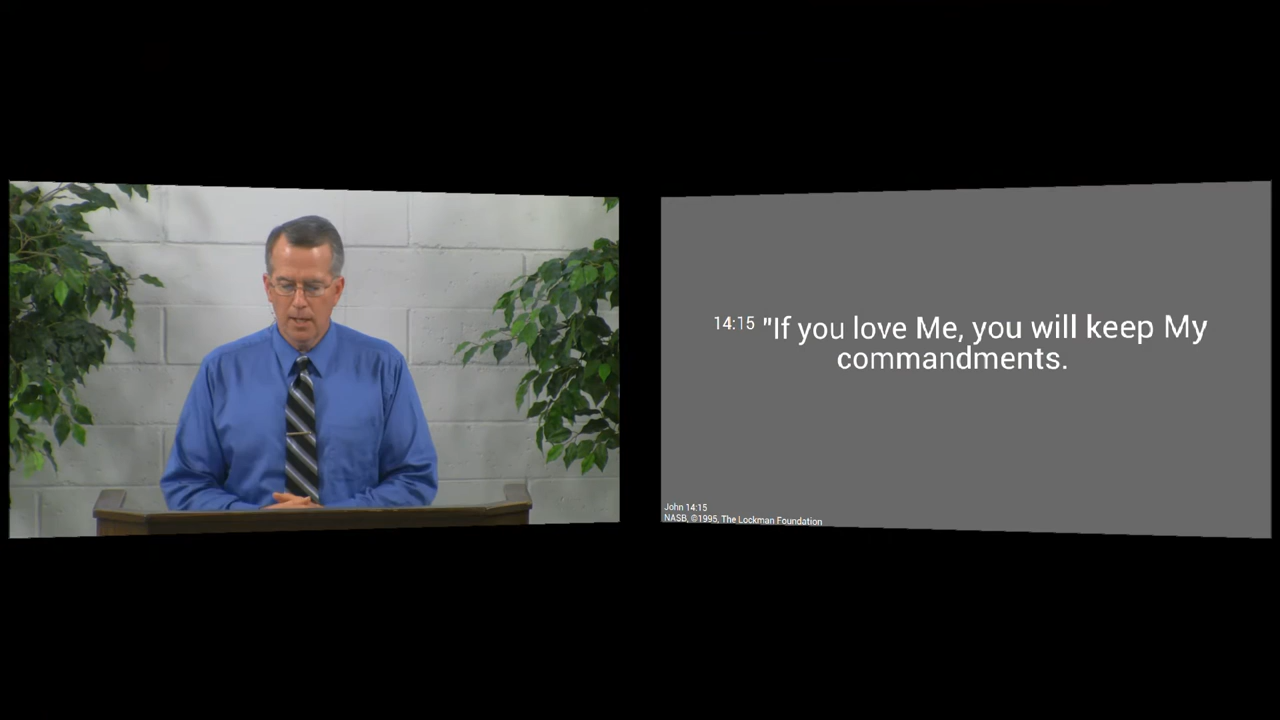 14:15 "If you love Me, you will keep My
commandments.
John 14:15
NASB, ©1995, The Lockman Foundation